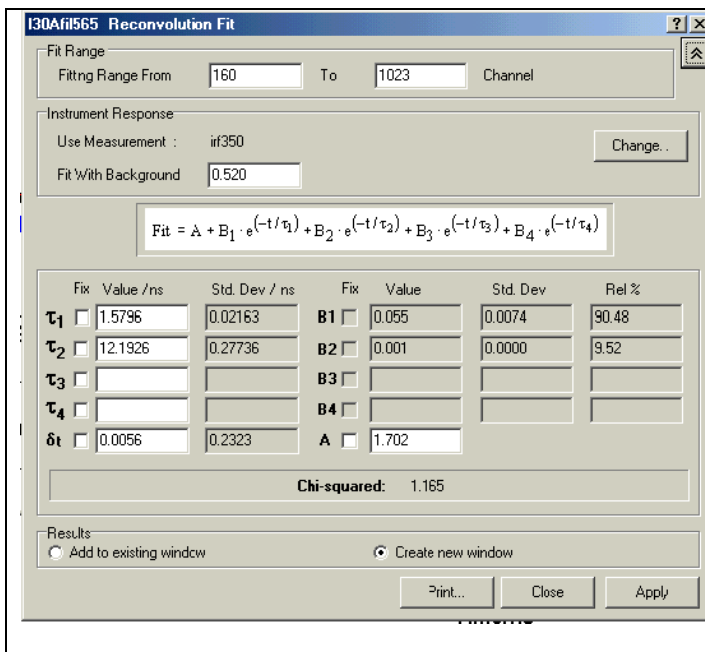 I30Afil565 Reconvolution Fit
Fit Range
Fittng Range From 160 To 1023 Channel
Instrument Response
Use Measurement : irf350 Change. .
Fit With Background 0.520
Fit = A + B1 · e^(−t/τ1) + B2 · e^(−t/τ2) + B3 · e^(−t/τ3) + B4 · e^(−t/τ4)
Fix Value /ns Std. Dev / ns Fix Value Std. Dev Rel %
τ1 1.5796 0.02163 B1 0.055 0.0074 90.48
τ2 12.1926 0.27736 B2 0.001 0.0000 9.52
τ3 B3
τ4 B4
δt 0.0056 0.2323 A 1.702
Chi-squared: 1.165
Results
Add to existing window Create new window
Print... Close Apply